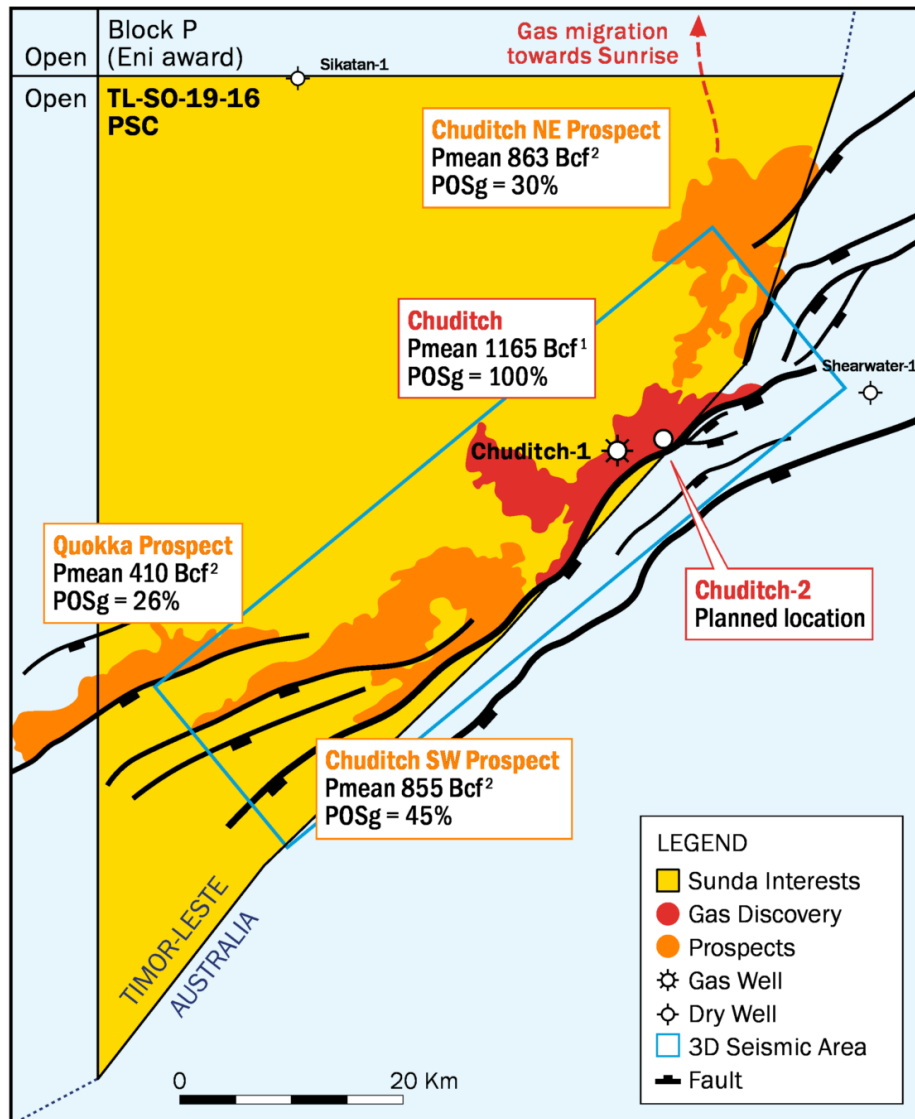 Open
Block P
(Eni award)
Gas migration
towards Sunrise
Sikatan-1
Open
TL-SO-19-16
PSC
Chuditch NE Prospect
Pmean 863 Bcf²
POSg = 30%
Chuditch
Pmean 1165 Bcf¹
POSg = 100%
Shearwater-1
Chuditch-1
Quokka Prospect
Pmean 410 Bcf²
POSg = 26%
Chuditch-2
Planned location
Chuditch SW Prospect
Pmean 855 Bcf²
POSg = 45%
TIMOR-LESTE
AUSTRALIA
LEGEND
Sunda Interests
Gas Discovery
Prospects
Gas Well
Dry Well
3D Seismic Area
Fault
0 20 Km